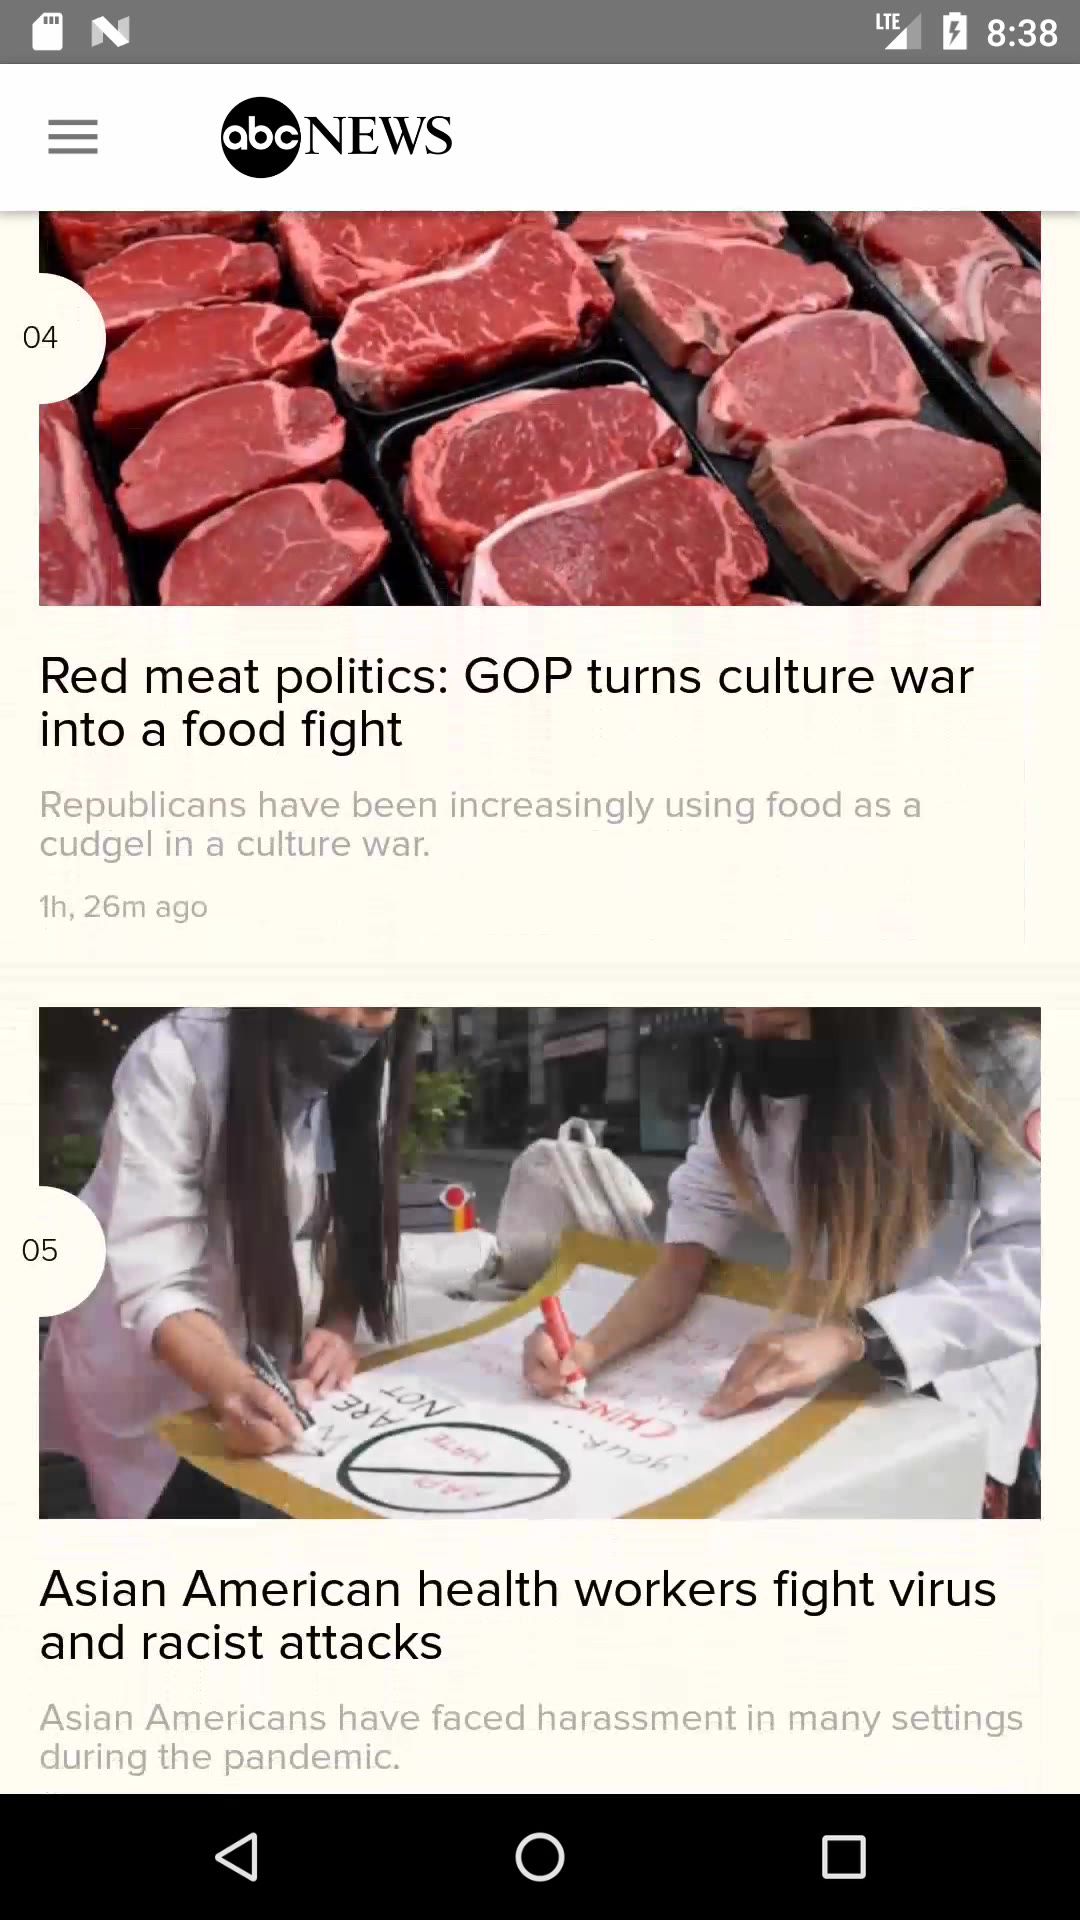 LTE 8:38
abc NEWS
04
Red meat politics: GOP turns culture war
into a food fight
Republicans have been increasingly using food as a
cudgel in a culture war.
1h, 26m ago
05
ARE
NOT
HATE
CHINK
your...
Asian American health workers fight virus
and racist attacks
Asian Americans have faced harassment in many settings
during the pandemic.